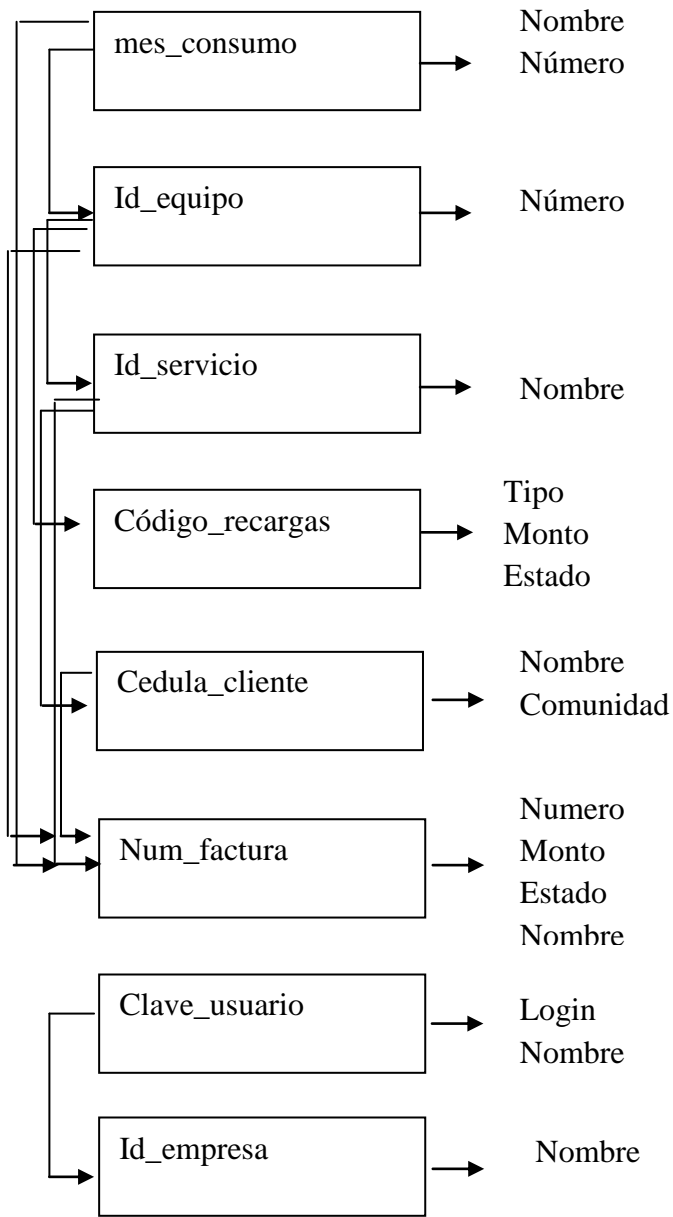 mes_consumo
Nombre
Número
Id_equipo
Número
Id_servicio
Nombre
Código_recargas
Tipo
Monto
Estado
Cedula_cliente
Nombre
Comunidad
Num_factura
Numero
Monto
Estado
Nombre
Clave_usuario
Login
Nombre
Id_empresa
Nombre